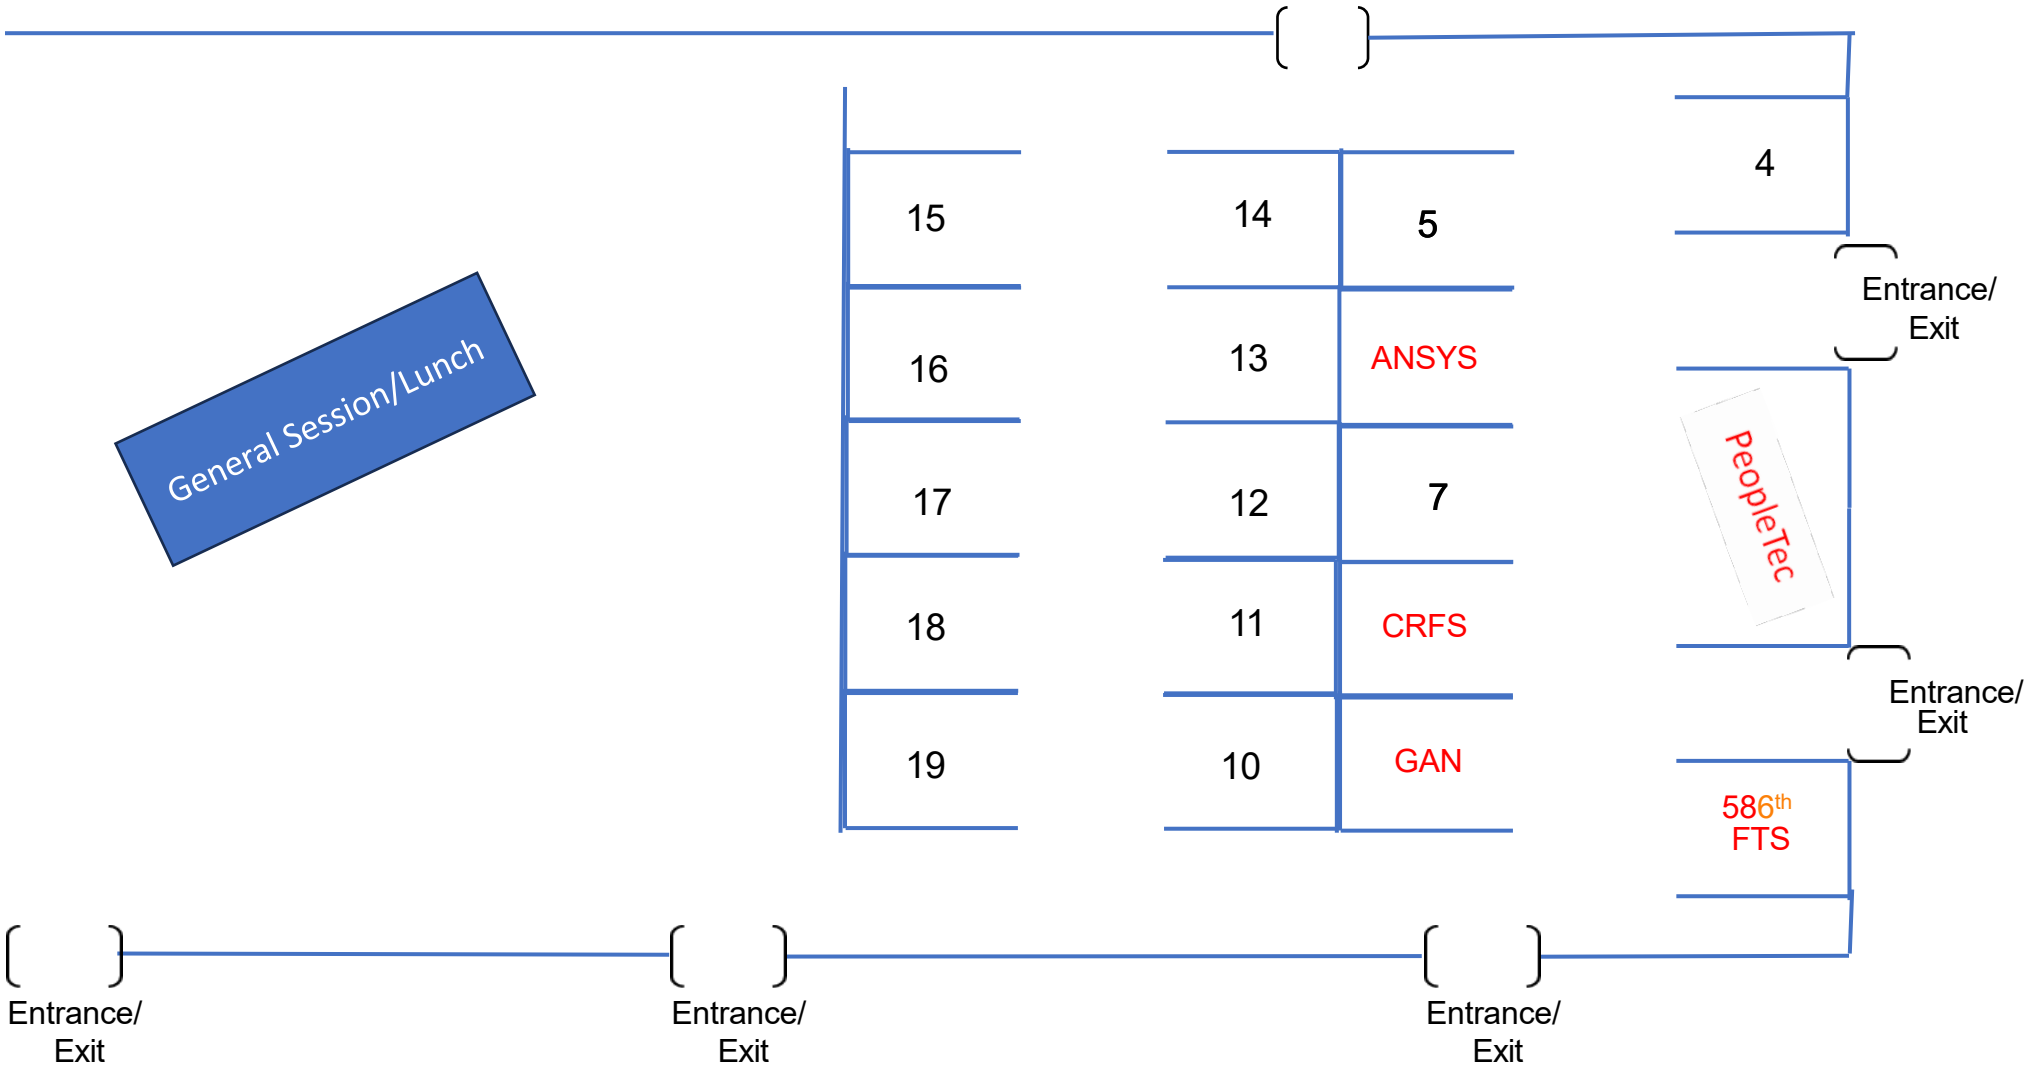 4
15
14
5
Entrance/
Exit
General Session/Lunch
16
13
ANSYS
17
12
7
PeopleTec
18
11
CRFS
Entrance/
Exit
19
10
GAN
586th
FTS
Entrance/
Exit
Entrance/
Exit
Entrance/
Exit